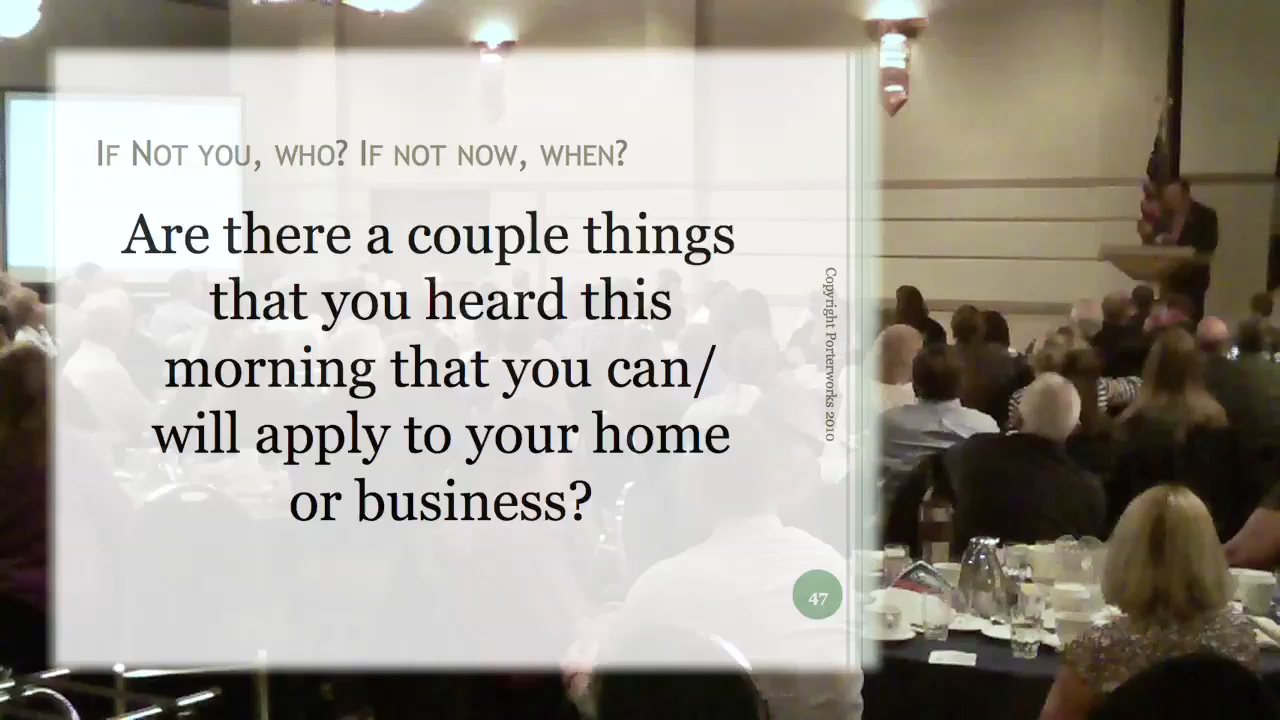 IF NOT YOU, WHO? IF NOT NOW, WHEN?
Are there a couple things
that you heard this
morning that you can/
will apply to your home
or business?
Copyright Porterworks 2010
47